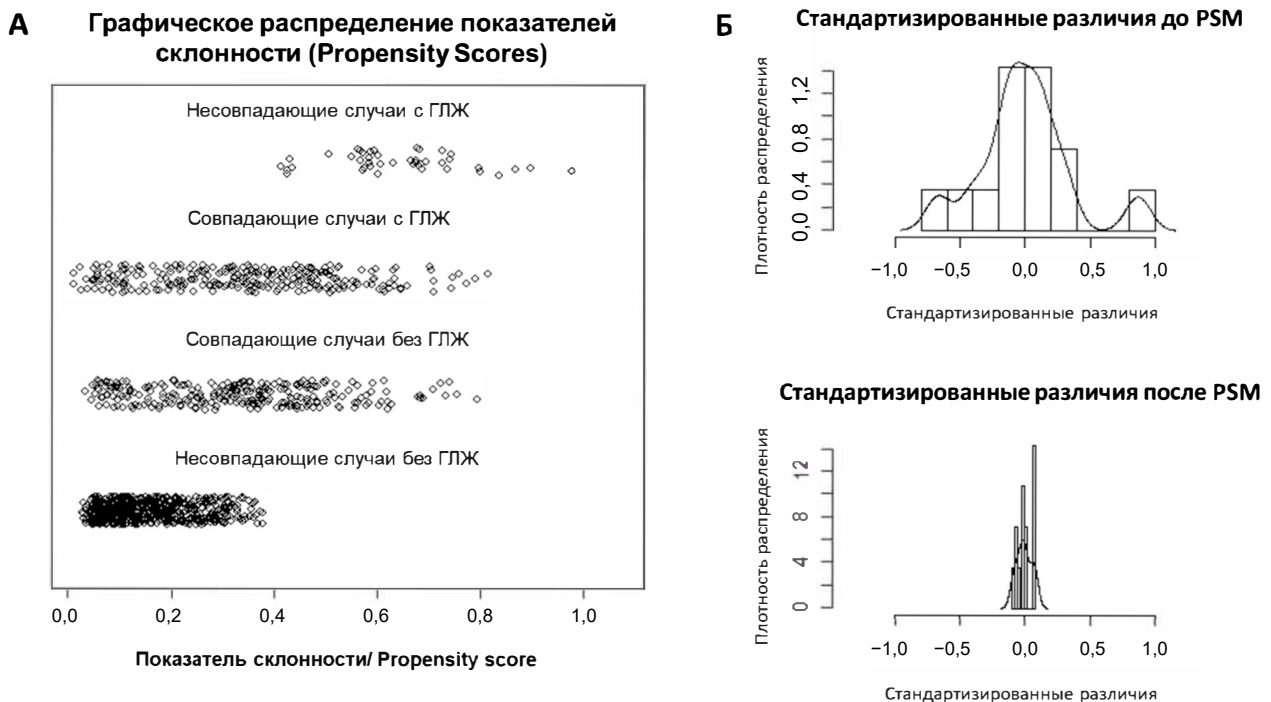 А
Графическое распределение показателей
склонности (Propensity Scores)
Несовпадающие случаи с ГЛЖ
Совпадающие случаи с ГЛЖ
Совпадающие случаи без ГЛЖ
Несовпадающие случаи без ГЛЖ
0,0 0,2 0,4 0,6 0,8 1,0
Показатель склонности/ Propensity score
Б
Стандартизированные различия до PSM
Плотность распределения
0,0 0,4 0,8 1,2
−1,0 −0,5 0,0 0,5 1,0
Стандартизированные различия
Стандартизированные различия после PSM
Плотность распределения
0 4 8 12
−1,0 −0,5 0,0 0,5 1,0
Стандартизированные различия